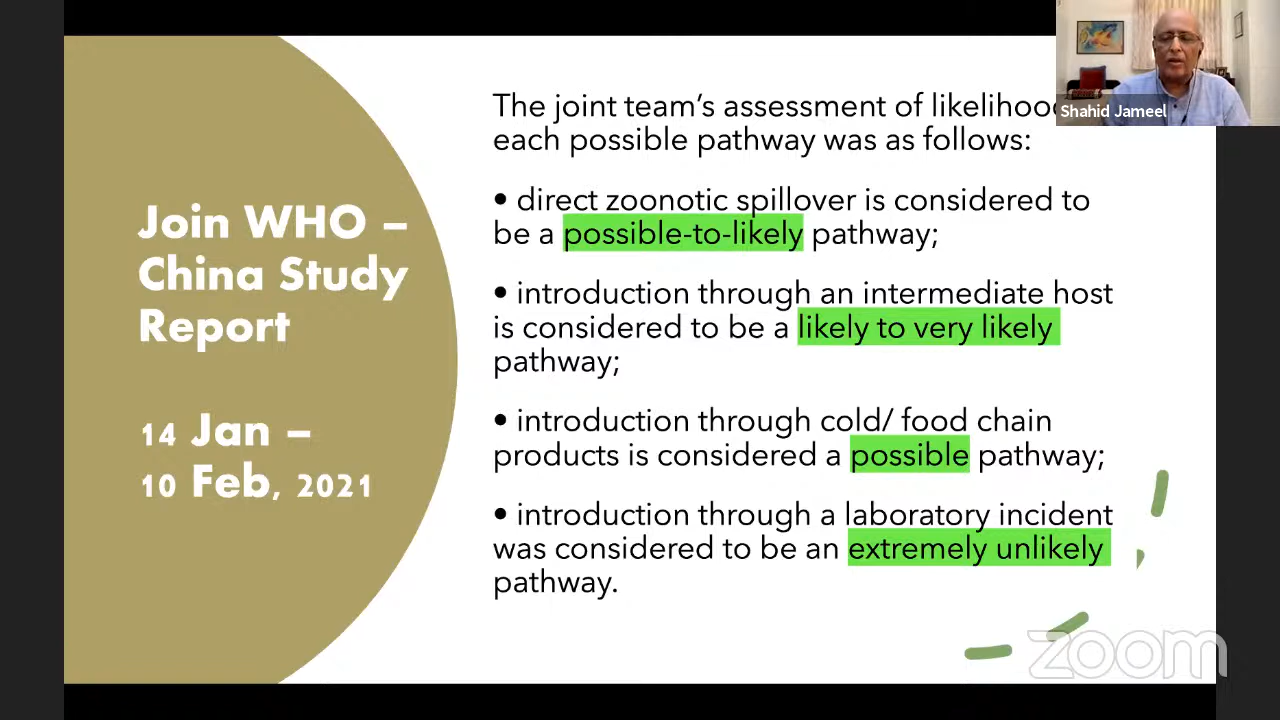 Join WHO –
China Study
Report
14 Jan –
10 Feb, 2021
The joint team’s assessment of likelihood
each possible pathway was as follows:
• direct zoonotic spillover is considered to
be a possible-to-likely pathway;
• introduction through an intermediate host
is considered to be a likely to very likely
pathway;
• introduction through cold/ food chain
products is considered a possible pathway;
• introduction through a laboratory incident
was considered to be an extremely unlikely
pathway.
Shahid Jameel
zoom